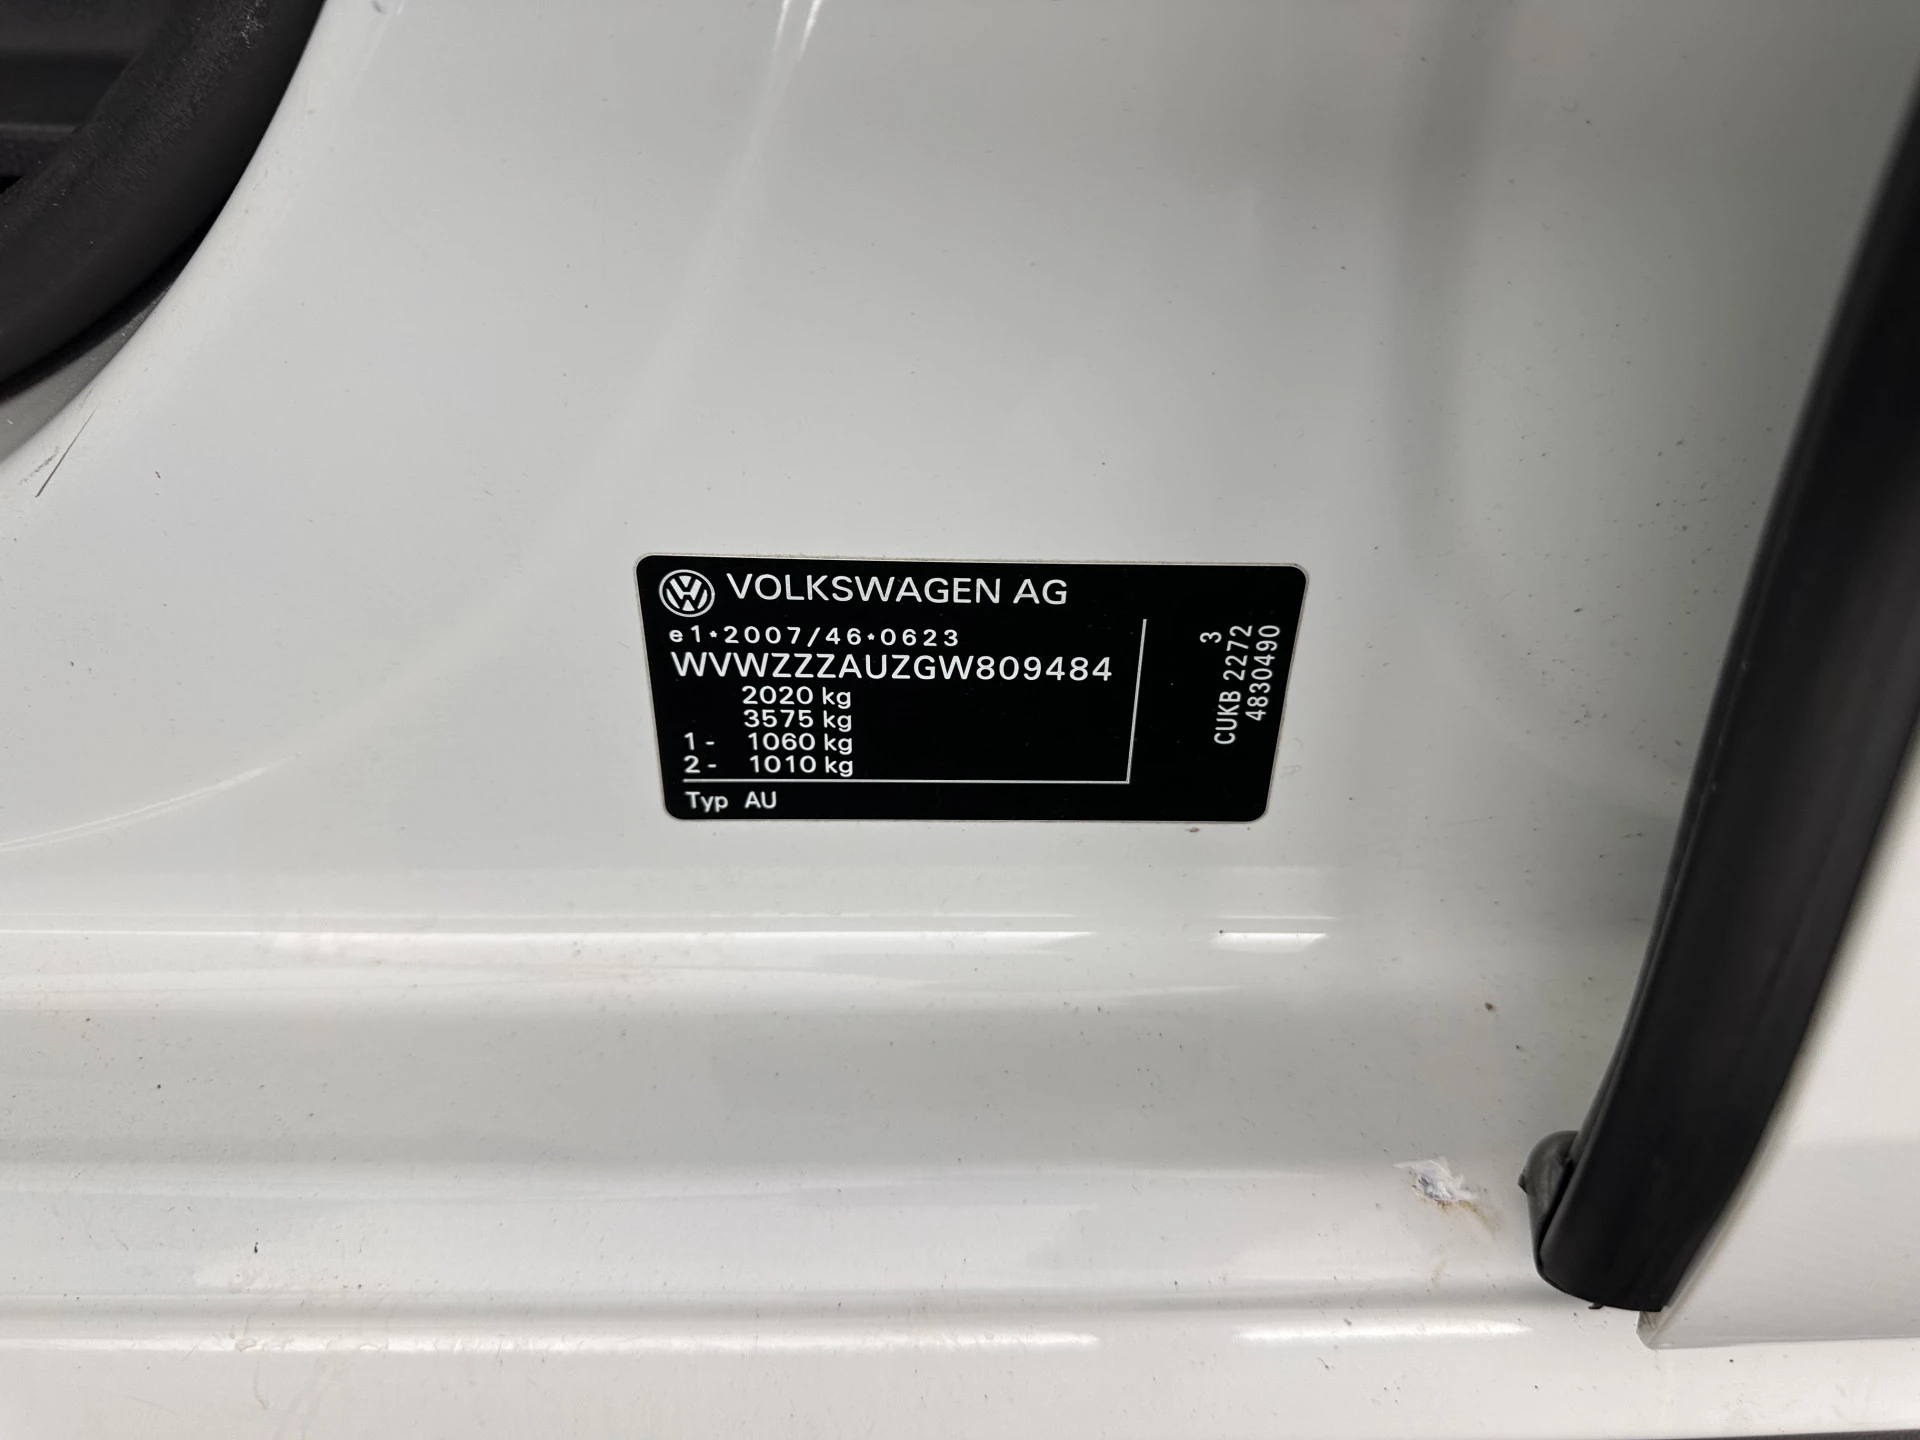 VOLKSWAGEN AG
e1*2007/46*0623
WVWZZZAUZGW809484
2020 kg
3575 kg
1- 1060 kg
2- 1010 kg
Typ AU
3
CUKB 2272
4830490